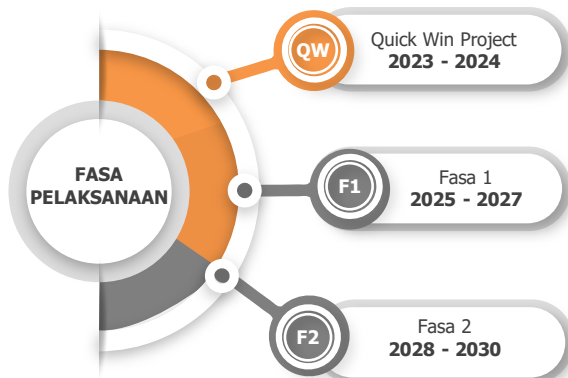 FASA
PELAKSANAAN
QW
Quick Win Project
2023 - 2024
F1
Fasa 1
2025 - 2027
F2
Fasa 2
2028 - 2030